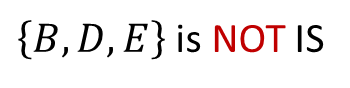 {B, D, E} is NOT IS